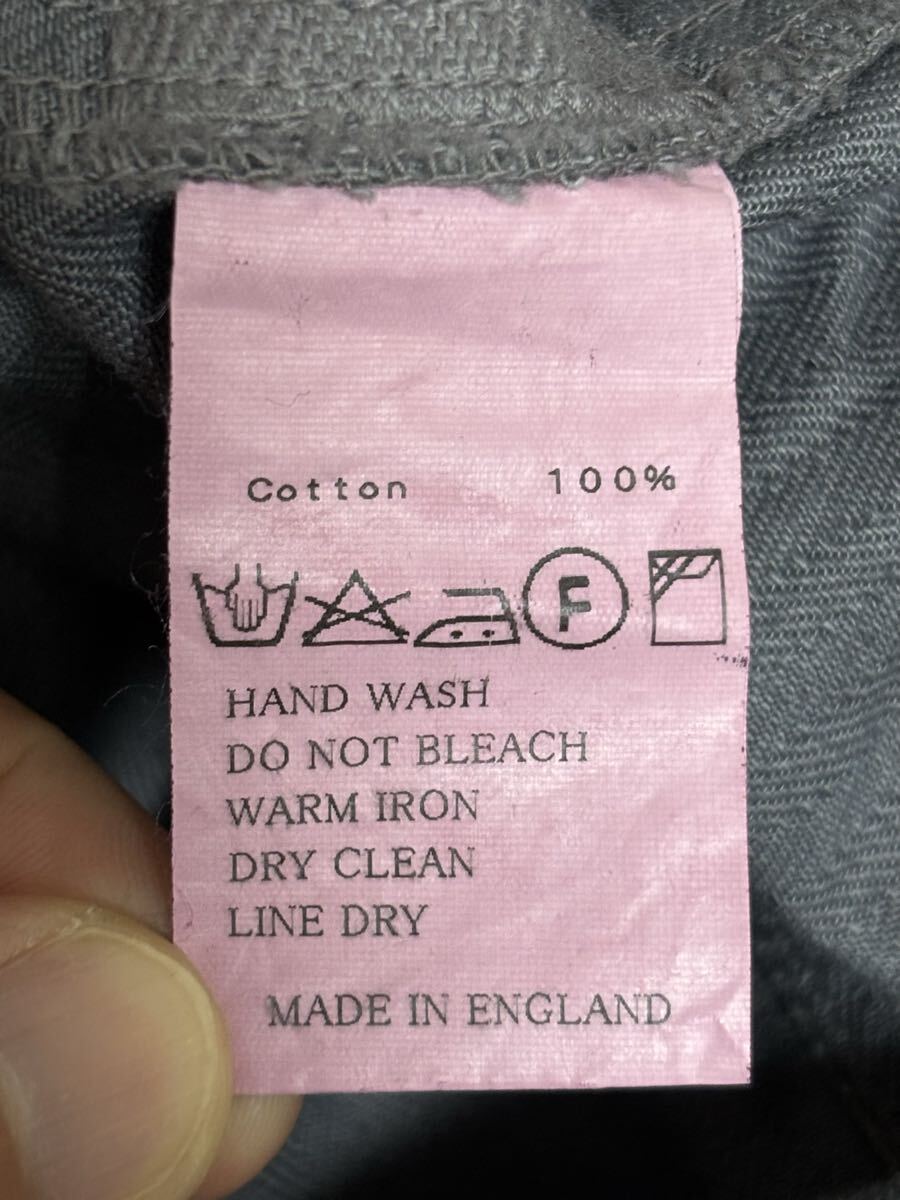 Cotton 100%
F
HAND WASH
DO NOT BLEACH
WARM IRON
DRY CLEAN
LINE DRY
MADE IN ENGLAND